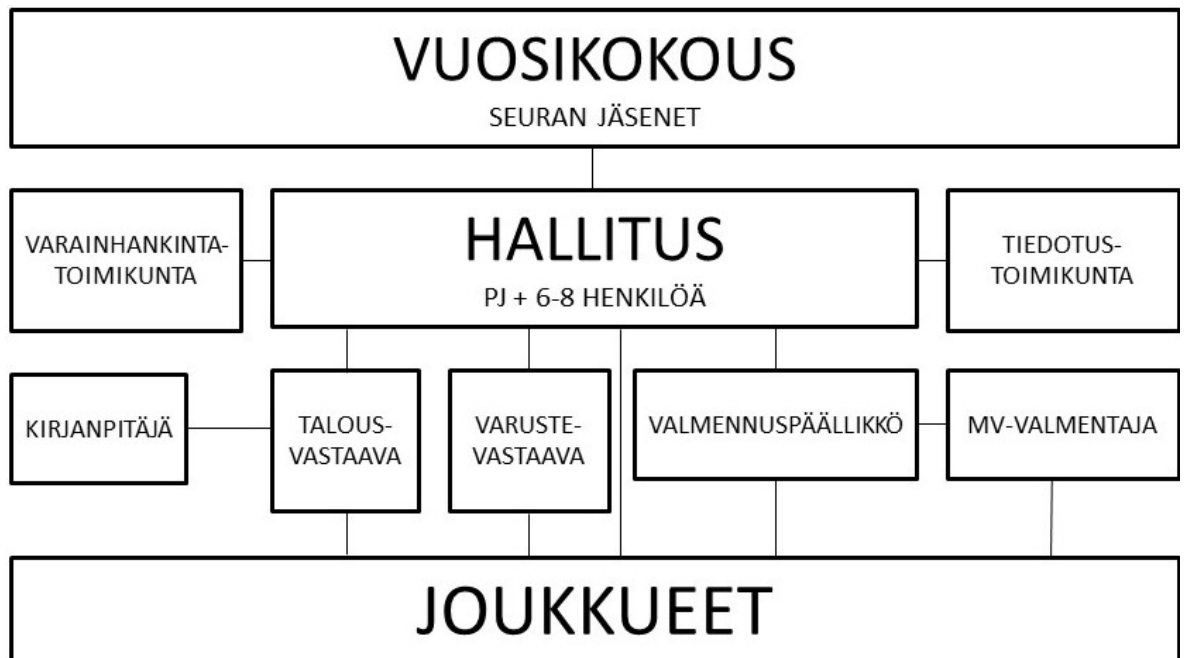 VUOSIKOKOUS
SEURAN JÄSENET
VARAINHANKINTA-
TOIMIKUNTA
HALLITUS
PJ + 6-8 HENKILÖÄ
TIEDOTUS-
TOIMIKUNTA
KIRJANPITÄJÄ
TALOUS-
VASTAAVA
VARUSTE-
VASTAAVA
VALMENNUSPÄÄLLIKKÖ
MV-VALMENTAJA
JOUKKUEET